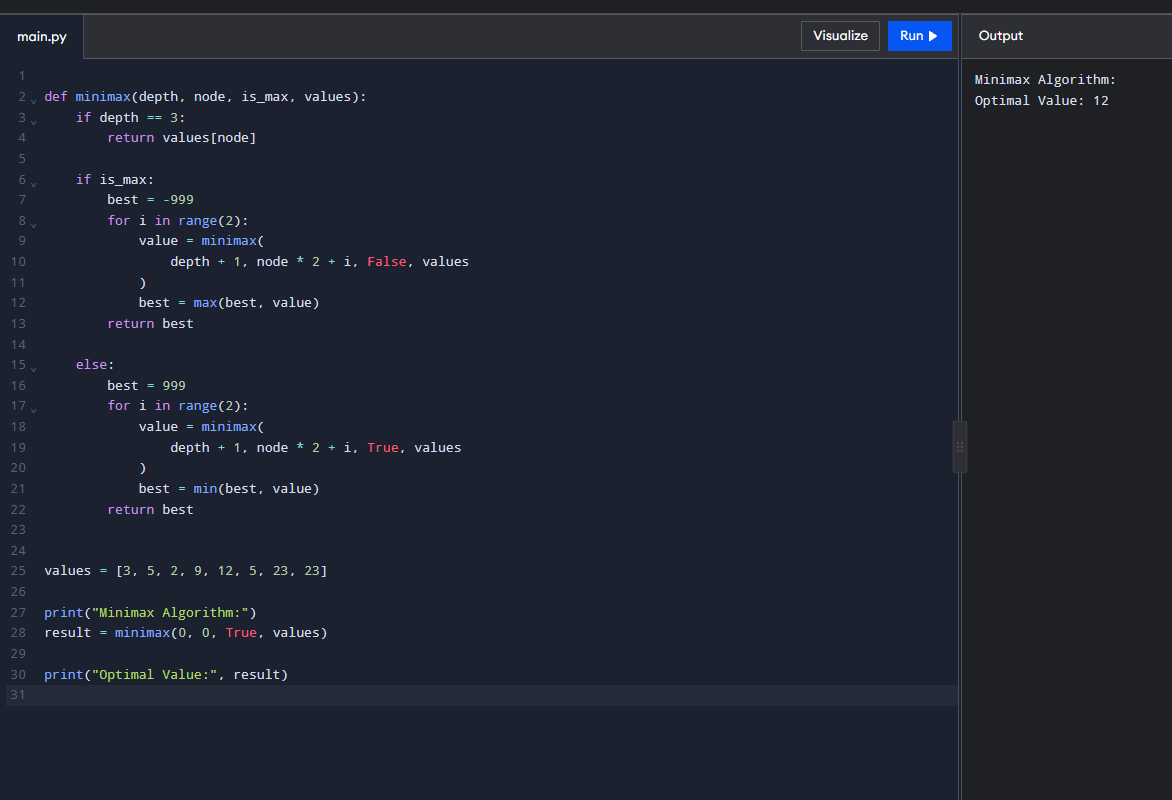 main.py
Visualize
Run
Output
1
2 def minimax(depth, node, is_max, values):
3     if depth == 3:
4         return values[node]
5
6     if is_max:
7         best = -999
8         for i in range(2):
9             value = minimax(
10                 depth + 1, node * 2 + i, False, values
11             )
12             best = max(best, value)
13         return best
14
15     else:
16         best = 999
17         for i in range(2):
18             value = minimax(
19                 depth + 1, node * 2 + i, True, values
20             )
21             best = min(best, value)
22         return best
23
24
25 values = [3, 5, 2, 9, 12, 5, 23, 23]
26
27 print("Minimax Algorithm:")
28 result = minimax(0, 0, True, values)
29
30 print("Optimal Value:", result)
31
Minimax Algorithm:
Optimal Value: 12